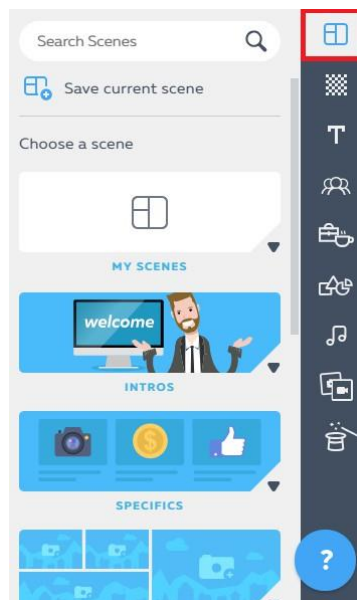 Search Scenes
Save current scene
Choose a scene
MY SCENES
welcome
INTROS
SPECIFICS
T
?